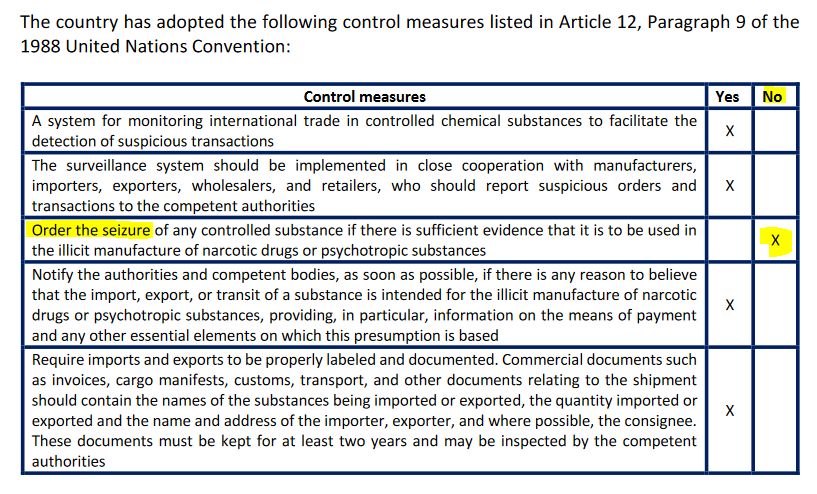 The country has adopted the following control measures listed in Article 12, Paragraph 9 of the
1988 United Nations Convention:
Control measures Yes No
A system for monitoring international trade in controlled chemical substances to facilitate the
detection of suspicious transactions
X
The surveillance system should be implemented in close cooperation with manufacturers,
importers, exporters, wholesalers, and retailers, who should report suspicious orders and
transactions to the competent authorities
X
Order the seizure of any controlled substance if there is sufficient evidence that it is to be used in
the illicit manufacture of narcotic drugs or psychotropic substances
X
Notify the authorities and competent bodies, as soon as possible, if there is any reason to believe
that the import, export, or transit of a substance is intended for the illicit manufacture of narcotic
drugs or psychotropic substances, providing, in particular, information on the means of payment
and any other essential elements on which this presumption is based
X
Require imports and exports to be properly labeled and documented. Commercial documents such
as invoices, cargo manifests, customs, transport, and other documents relating to the shipment
should contain the names of the substances being imported or exported, the quantity imported or
exported and the name and address of the importer, exporter, and where possible, the consignee.
These documents must be kept for at least two years and may be inspected by the competent
authorities
X